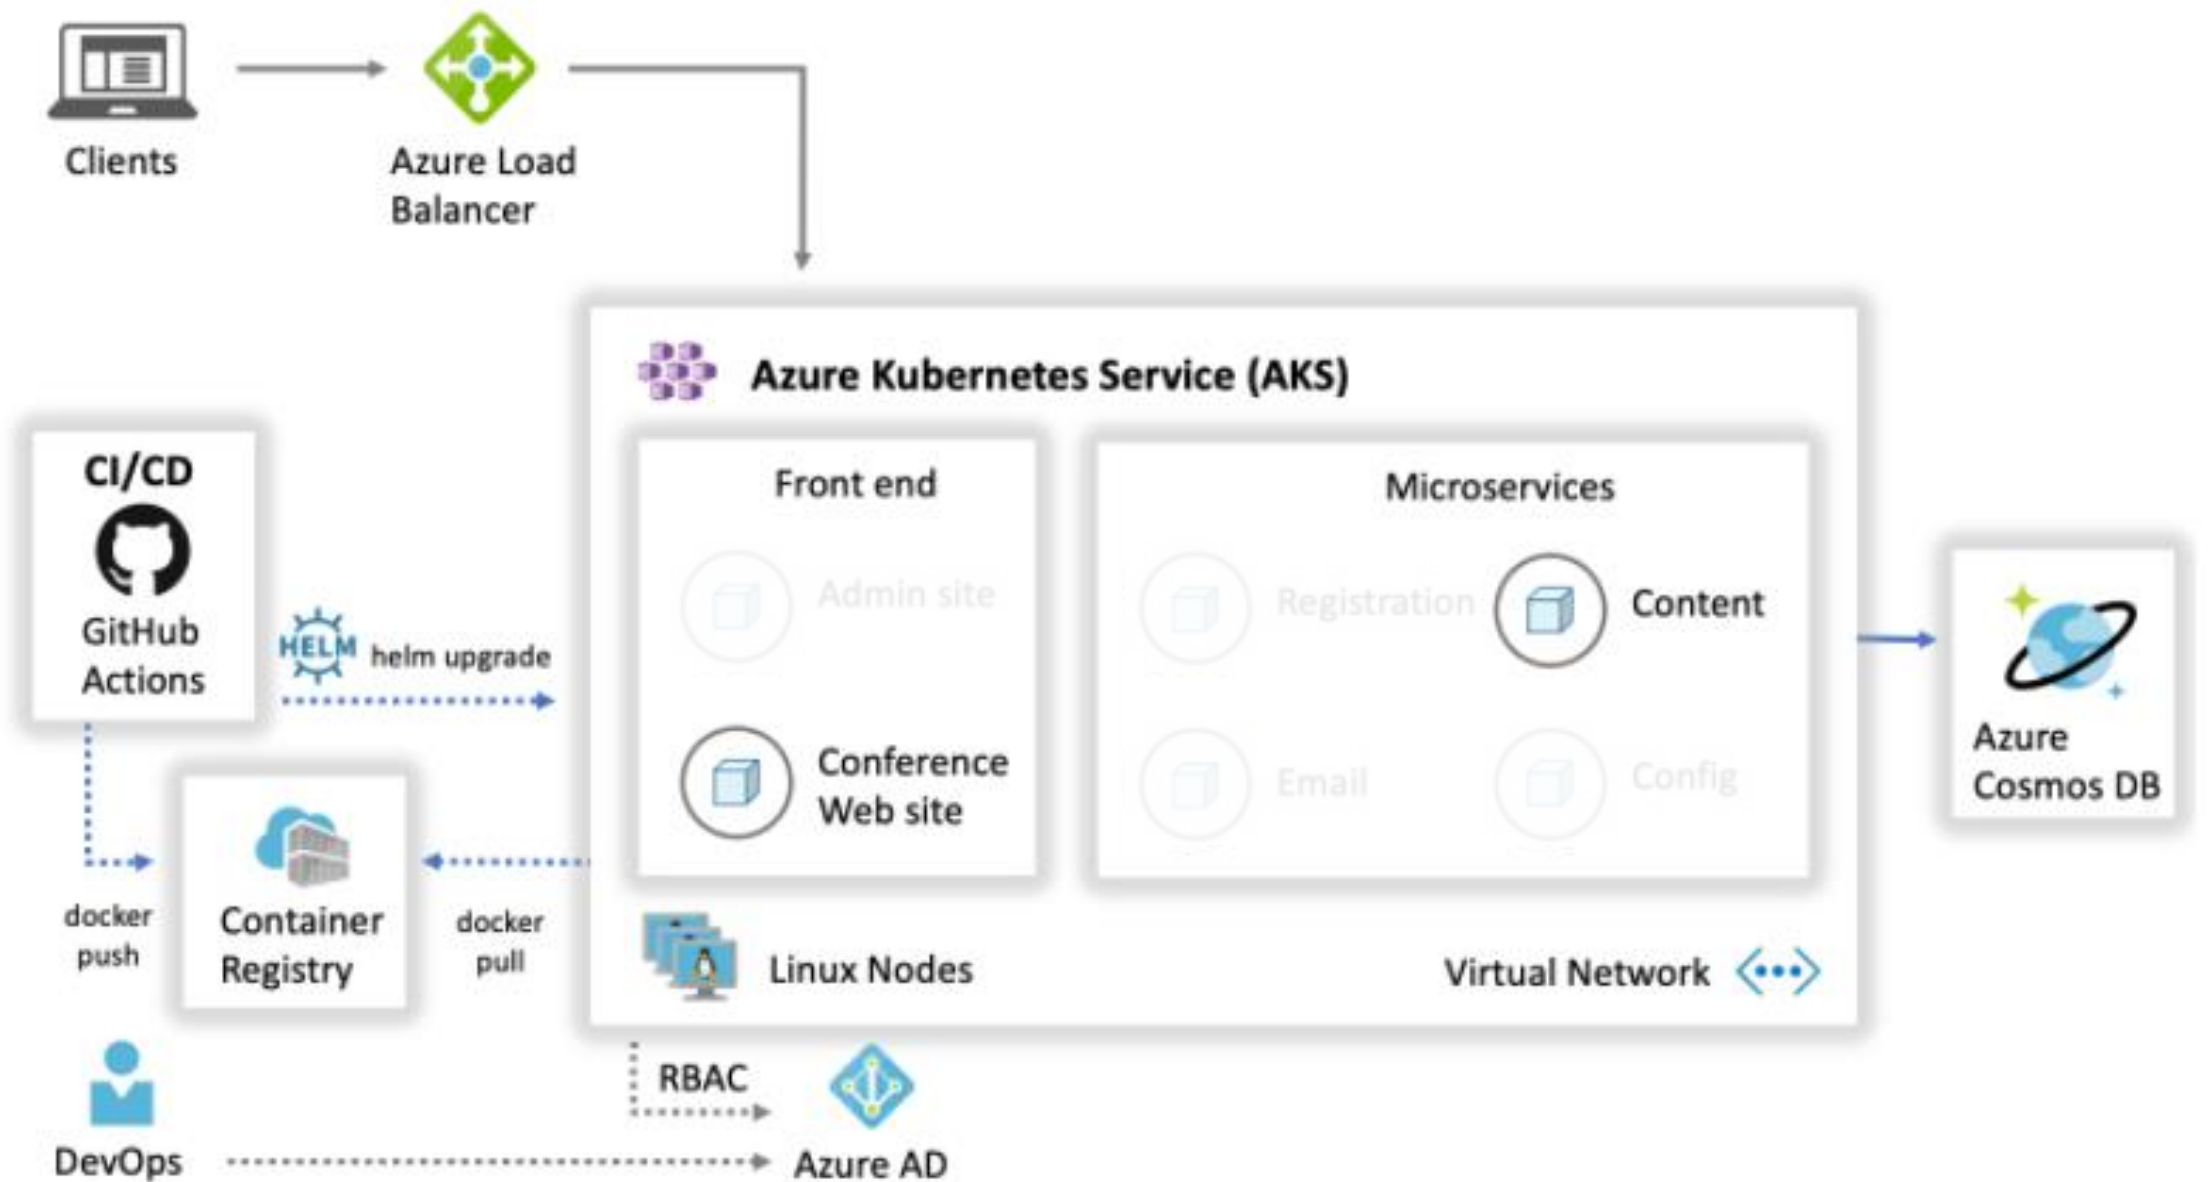 Clients
Azure Load
Balancer
Azure Kubernetes Service (AKS)
CI/CD
GitHub
Actions
HELM
helm upgrade
Front end
Admin site
Conference
Web site
Microservices
Registration
Content
Email
Config
Azure
Cosmos DB
docker
push
Container
Registry
docker
pull
Linux Nodes
Virtual Network
RBAC
DevOps
Azure AD